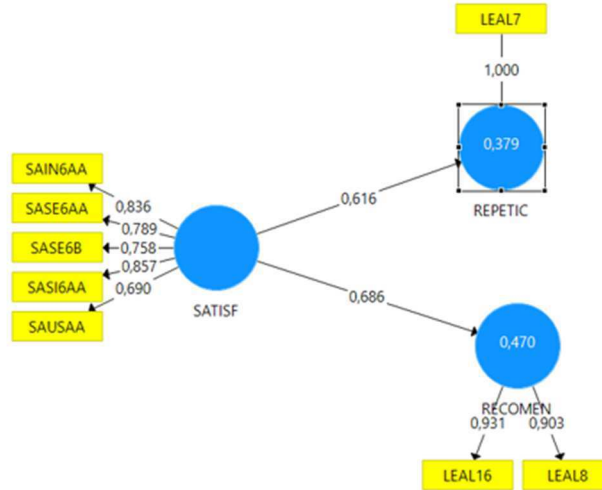 LEAL7
1,000
0,379
REPETIC
SAIN6AA
0,836
SASE6AA
0,789
0,616
SASE6B
0,758
SASI6AA
0,857
SAUSAA
0,690
SATISF
0,686
0,470
RECOMEN
0,931
0,903
LEAL16
LEAL8